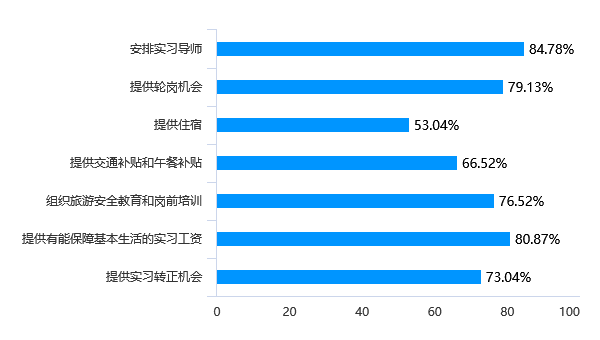 安排实习导师 84.78%
提供轮岗机会 79.13%
提供住宿 53.04%
提供交通补贴和午餐补贴 66.52%
组织旅游安全教育和岗前培训 76.52%
提供有能保障基本生活的实习工资 80.87%
提供实习转正机会 73.04%
0 20 40 60 80 100